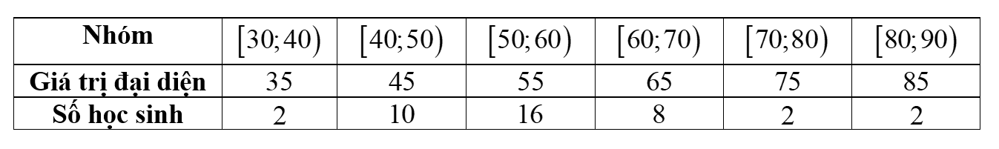 Nhóm [30;40) [40;50) [50;60) [60;70) [70;80) [80;90)
Giá trị đại diện 35 45 55 65 75 85
Số học sinh 2 10 16 8 2 2